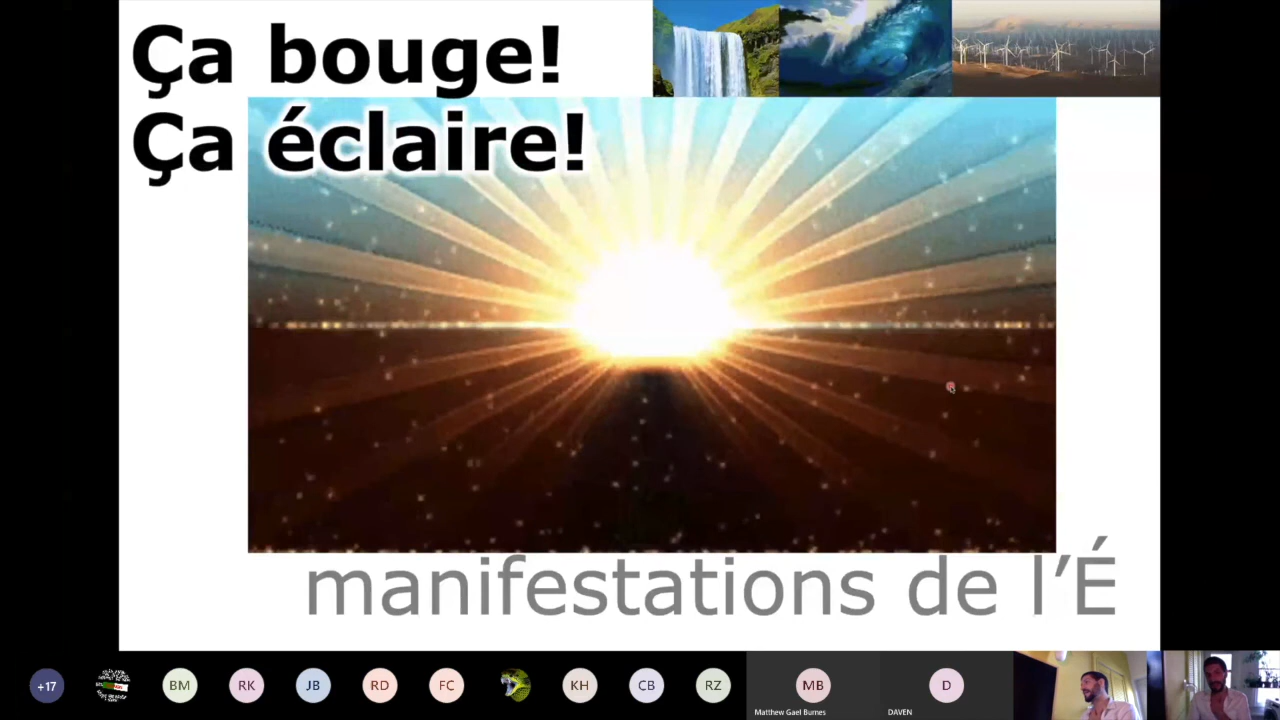 Ça bouge!
Ça éclaire!
manifestations de l’É
+17
BM
RK
JB
RD
FC
KH
CB
RZ
MB
D
Matthew Gael Burnes
DAVEN